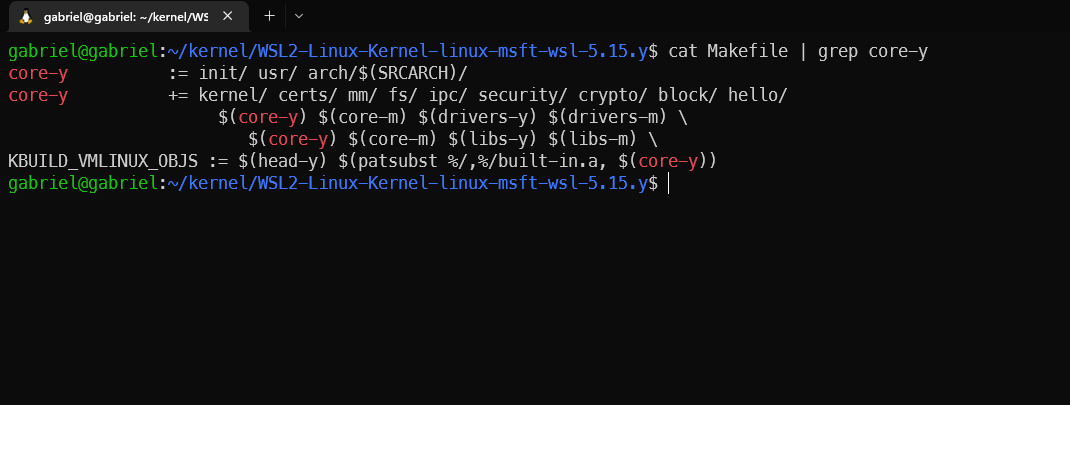 gabriel@gabriel: ~/kernel/WS
gabriel@gabriel:~/kernel/WSL2-Linux-Kernel-linux-msft-wsl-5.15.y$ cat Makefile | grep core-y
core-y          := init/ usr/ arch/$(SRCARCH)/
core-y          += kernel/ certs/ mm/ fs/ ipc/ security/ crypto/ block/ hello/
                     $(core-y) $(core-m) $(drivers-y) $(drivers-m) \
                        $(core-y) $(core-m) $(libs-y) $(libs-m) \
KBUILD_VMLINUX_OBJS := $(head-y) $(patsubst %/,%/built-in.a, $(core-y))
gabriel@gabriel:~/kernel/WSL2-Linux-Kernel-linux-msft-wsl-5.15.y$